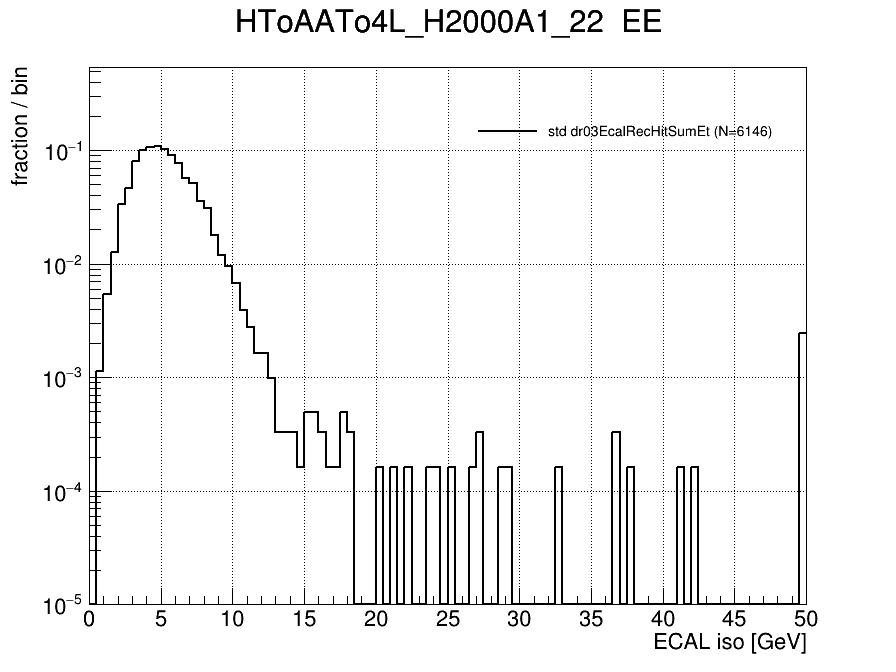 HToAATo4L_H2000A1_22 EE
fraction / bin
std dr03EcalRecHitSumEt (N=6146)
10⁻¹
10⁻²
10⁻³
10⁻⁴
10⁻⁵
0 5 10 15 20 25 30 35 40 45 50
ECAL iso [GeV]